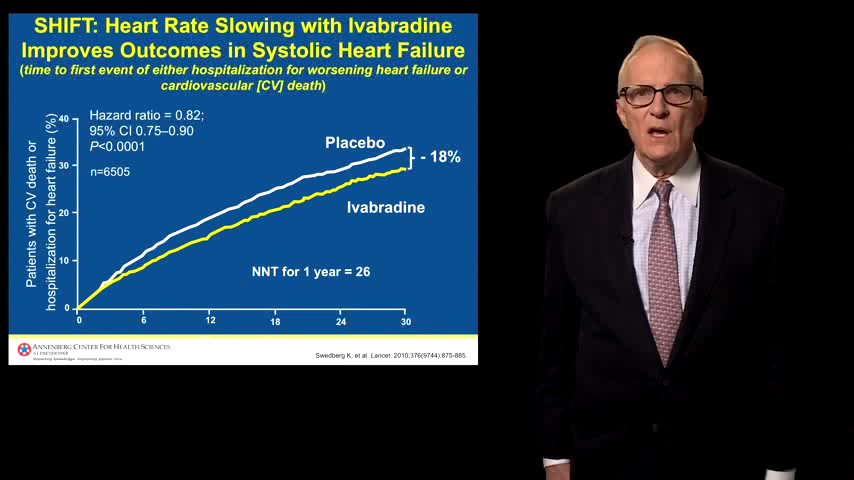 SHIFT: Heart Rate Slowing with Ivabradine
Improves Outcomes in Systolic Heart Failure
(time to first event of either hospitalization for worsening heart failure or
cardiovascular [CV] death)
Patients with CV death or
hospitalization for heart failure (%)
40
30
20
10
0
Hazard ratio = 0.82;
95% CI 0.75–0.90
P<0.0001
n=6505
Placebo
- 18%
Ivabradine
NNT for 1 year = 26
0 6 12 18 24 30
ANNENBERG CENTER FOR HEALTH SCIENCES
AT EISENHOWER
Swedberg K, et al. Lancet. 2010:376(9744):875-885.